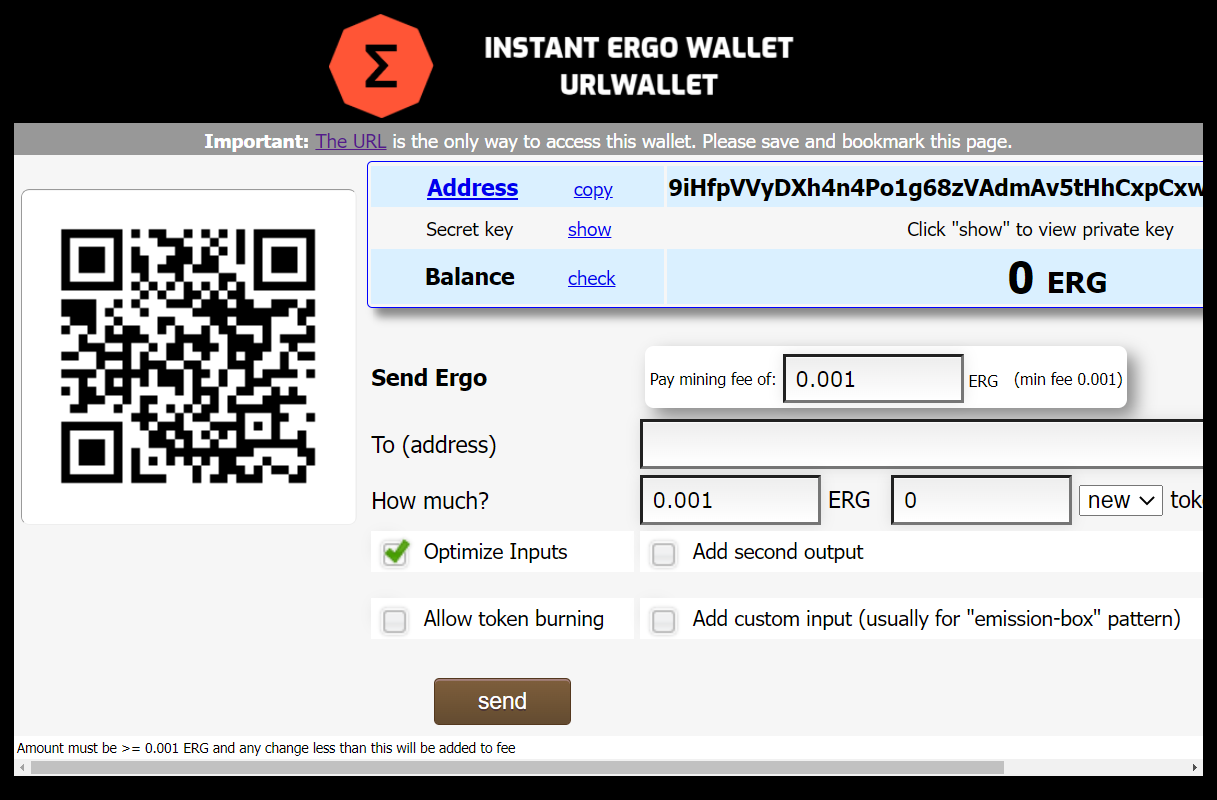 Σ
INSTANT ERGO WALLET
URLWALLET
Important: The URL is the only way to access this wallet. Please save and bookmark this page.
Address copy 9iHfpVVyDXh4n4Po1g68zVAdmAv5tHhCxpCxw
Secret key show Click "show" to view private key
Balance check 0 ERG
Send Ergo Pay mining fee of: 0.001 ERG (min fee 0.001)
To (address)
How much? 0.001 ERG 0 new tok
Optimize Inputs Add second output
Allow token burning Add custom input (usually for "emission-box" pattern)
send
Amount must be >= 0.001 ERG and any change less than this will be added to fee